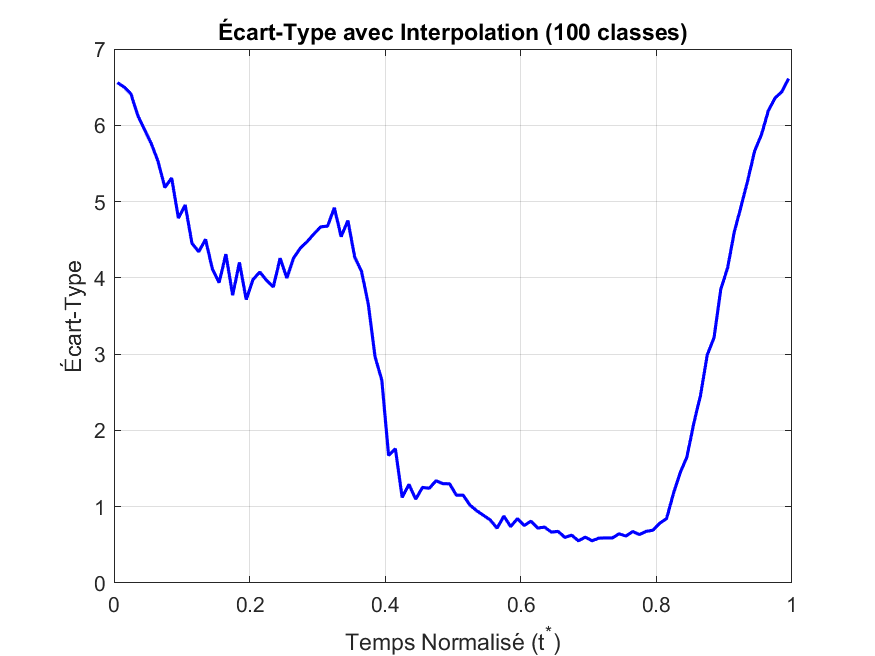 Écart-Type avec Interpolation (100 classes)
7
6
5
4
3
2
1
0
Écart-Type
0 0.2 0.4 0.6 0.8 1
Temps Normalisé (t*)